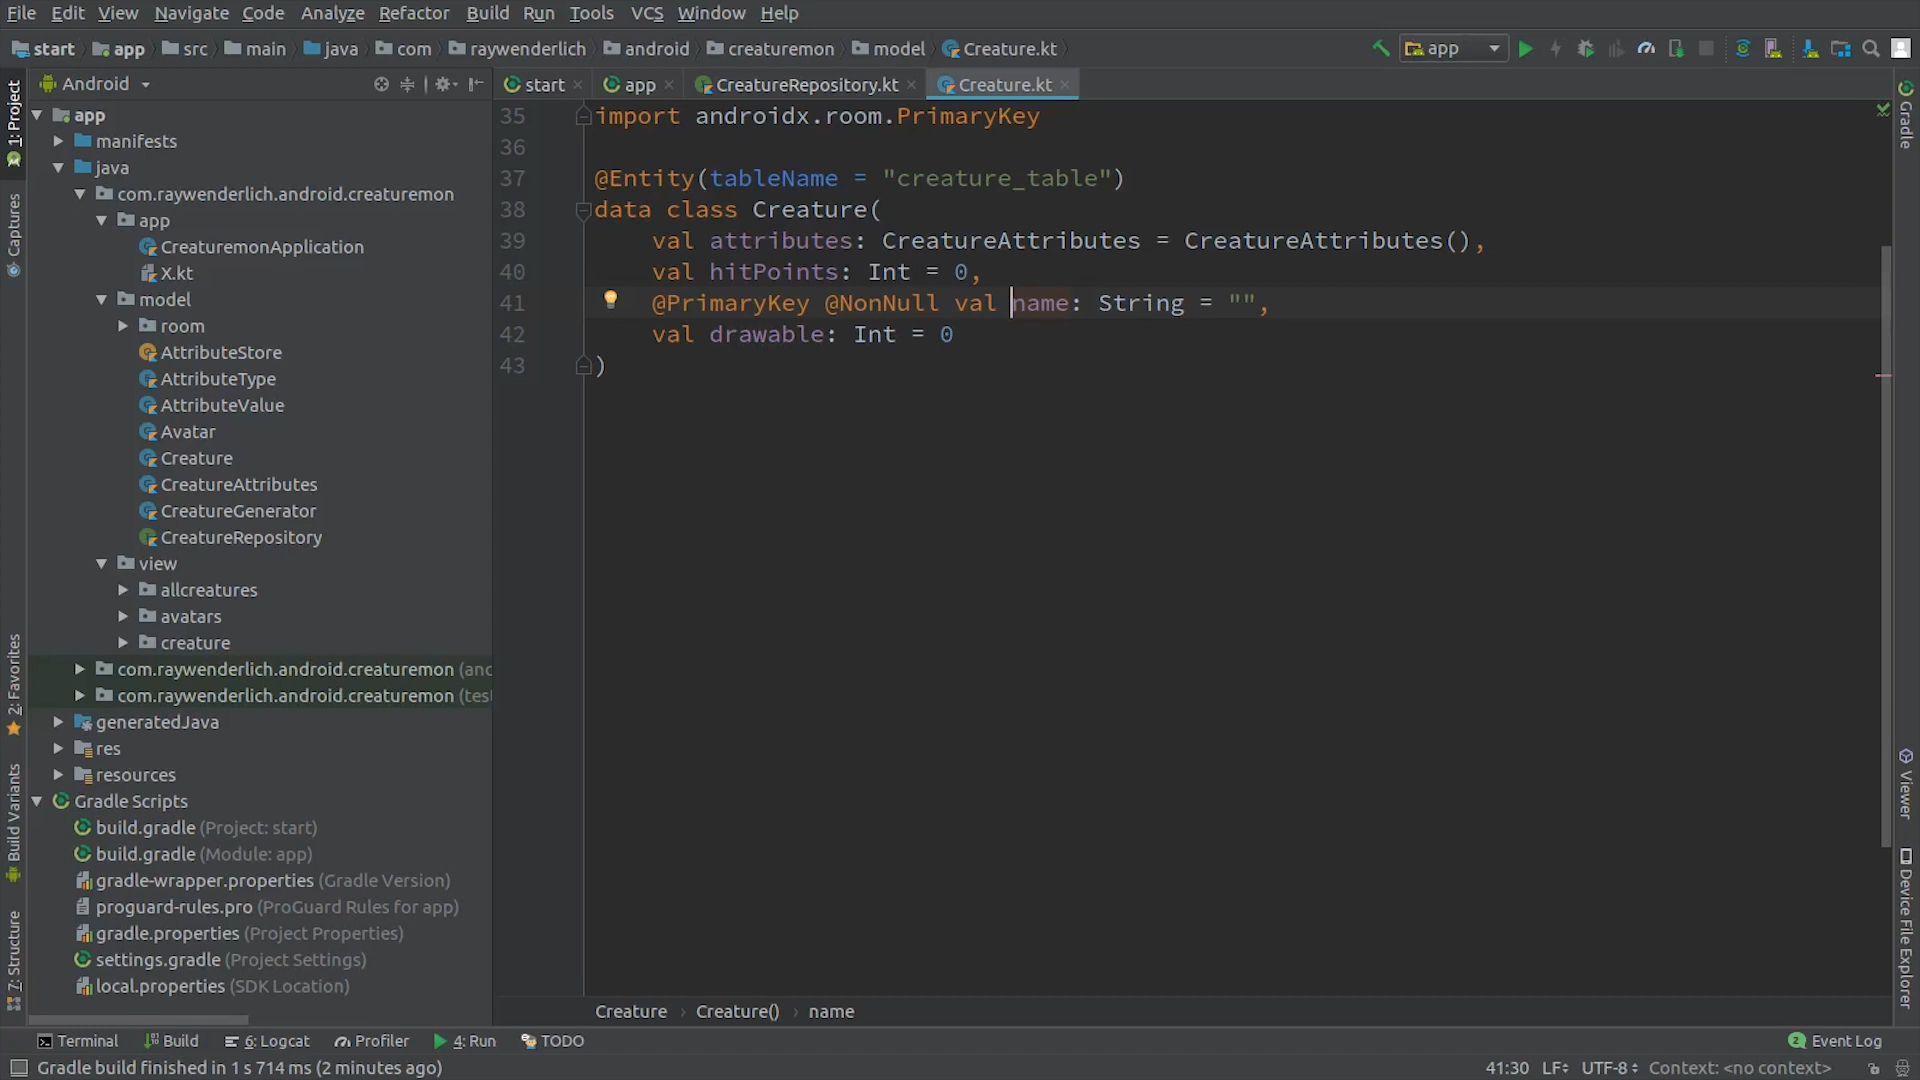 File Edit View Navigate Code Analyze Refactor Build Run Tools VCS Window Help
start app src main java com raywenderlich android creaturemon model Creature.kt app
Android start app CreatureRepository.kt Creature.kt
1: Project
Captures
2: Favorites
Build Variants
7: Structure
app
manifests
java
com.raywenderlich.android.creaturemon
app
CreaturemonApplication
X.kt
model
room
AttributeStore
AttributeType
AttributeValue
Avatar
Creature
CreatureAttributes
CreatureGenerator
CreatureRepository
view
allcreatures
avatars
creature
com.raywenderlich.android.creaturemon (and
com.raywenderlich.android.creaturemon (test
generatedJava
res
resources
Gradle Scripts
build.gradle (Project: start)
build.gradle (Module: app)
gradle-wrapper.properties (Gradle Version)
proguard-rules.pro (ProGuard Rules for app)
gradle.properties (Project Properties)
settings.gradle (Project Settings)
local.properties (SDK Location)
35 import androidx.room.PrimaryKey
36
37 @Entity(tableName = "creature_table")
38 data class Creature(
39 val attributes: CreatureAttributes = CreatureAttributes(),
40 val hitPoints: Int = 0,
41 @PrimaryKey @NonNull val name: String = "",
42 val drawable: Int = 0
43 )
Creature › Creature() › name
Gradle
Viewer
Device File Explorer
Terminal Build 6: Logcat Profiler 4: Run TODO 2 Event Log
Gradle build finished in 1 s 714 ms (2 minutes ago) 41:30 LF UTF-8 Context: <no context>